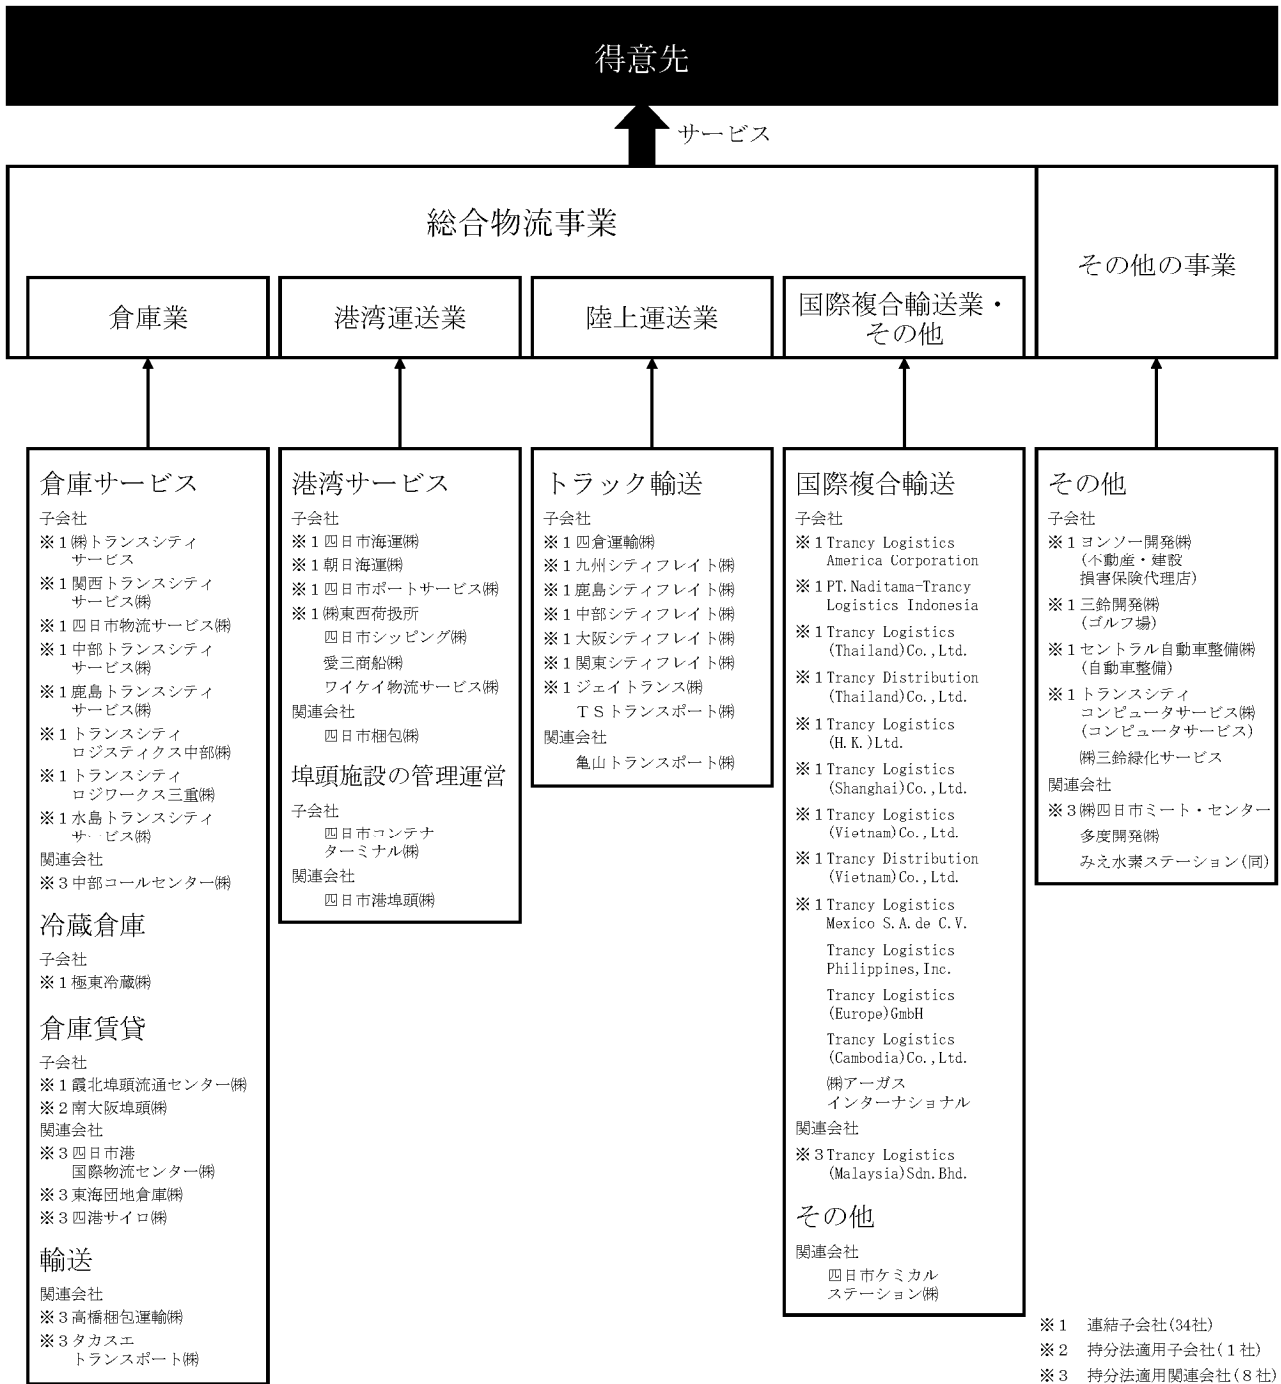 得意先
サービス
総合物流事業
その他の事業
倉庫業
港湾運送業
陸上運送業
国際複合輸送業・
その他
倉庫サービス
子会社
※1㈱トランスシティ
サービス
※1関西トランスシティ
サービス㈱
※1四日市物流サービス㈱
※1中部トランスシティ
サービス㈱
※1鹿島トランスシティ
サービス㈱
※1トランスシティ
ロジスティクス中部㈱
※1トランスシティ
ロジワークス三重㈱
※1水島トランスシティ
サービス㈱
関連会社
※3中部コールセンター㈱
冷蔵倉庫
子会社
※1極東冷蔵㈱
倉庫賃貸
子会社
※1霞北埠頭流通センター㈱
※2南大阪埠頭㈱
関連会社
※3四日市港
国際物流センター㈱
※3東海団地倉庫㈱
※3四港サイロ㈱
輸送
関連会社
※3高橋梱包運輸㈱
※3タカスエ
トランスポート㈱
港湾サービス
子会社
※1四日市海運㈱
※1朝日海運㈱
※1四日市ポートサービス㈱
※1㈱東西荷扱所
四日市シッピング㈱
愛三商船㈱
ワイケイ物流サービス㈱
関連会社
四日市梱包㈱
埠頭施設の管理運営
子会社
四日市コンテナ
ターミナル㈱
関連会社
四日市港埠頭㈱
トラック輸送
子会社
※1四倉運輸㈱
※1九州シティフレイト㈱
※1鹿島シティフレイト㈱
※1中部シティフレイト㈱
※1大阪シティフレイト㈱
※1関東シティフレイト㈱
※1ジェイトランス㈱
TSトランスポート㈱
関連会社
亀山トランスポート㈱
国際複合輸送
子会社
※1Trancy Logistics
America Corporation
※1PT.Naditama-Trancy
Logistics Indonesia
※1Trancy Logistics
(Thailand)Co.,Ltd.
※1Trancy Distribution
(Thailand)Co.,Ltd.
※1Trancy Logistics
(H.K.)Ltd.
※1Trancy Logistics
(Shanghai)Co.,Ltd.
※1Trancy Logistics
(Vietnam)Co.,Ltd.
※1Trancy Distribution
(Vietnam)Co.,Ltd.
※1Trancy Logistics
Mexico S.A.de C.V.
Trancy Logistics
Philippines,Inc.
Trancy Logistics
(Europe)GmbH
Trancy Logistics
(Cambodia)Co.,Ltd.
㈱アーガス
インターナショナル
関連会社
※3Trancy Logistics
(Malaysia)Sdn.Bhd.
その他
関連会社
四日市ケミカル
ステーション㈱
その他
子会社
※1ヨンソー開発㈱
(不動産・建設
損害保険代理店)
※1三鈴開発㈱
(ゴルフ場)
※1セントラル自動車整備㈱
(自動車整備)
※1トランスシティ
コンピュータサービス㈱
(コンピュータサービス)
㈱三鈴緑化サービス
関連会社
※3㈱四日市ミート・センター
多度開発㈱
みえ水素ステーション(同)
※1 連結子会社(34社)
※2 持分法適用子会社(1社)
※3 持分法適用関連会社(8社)